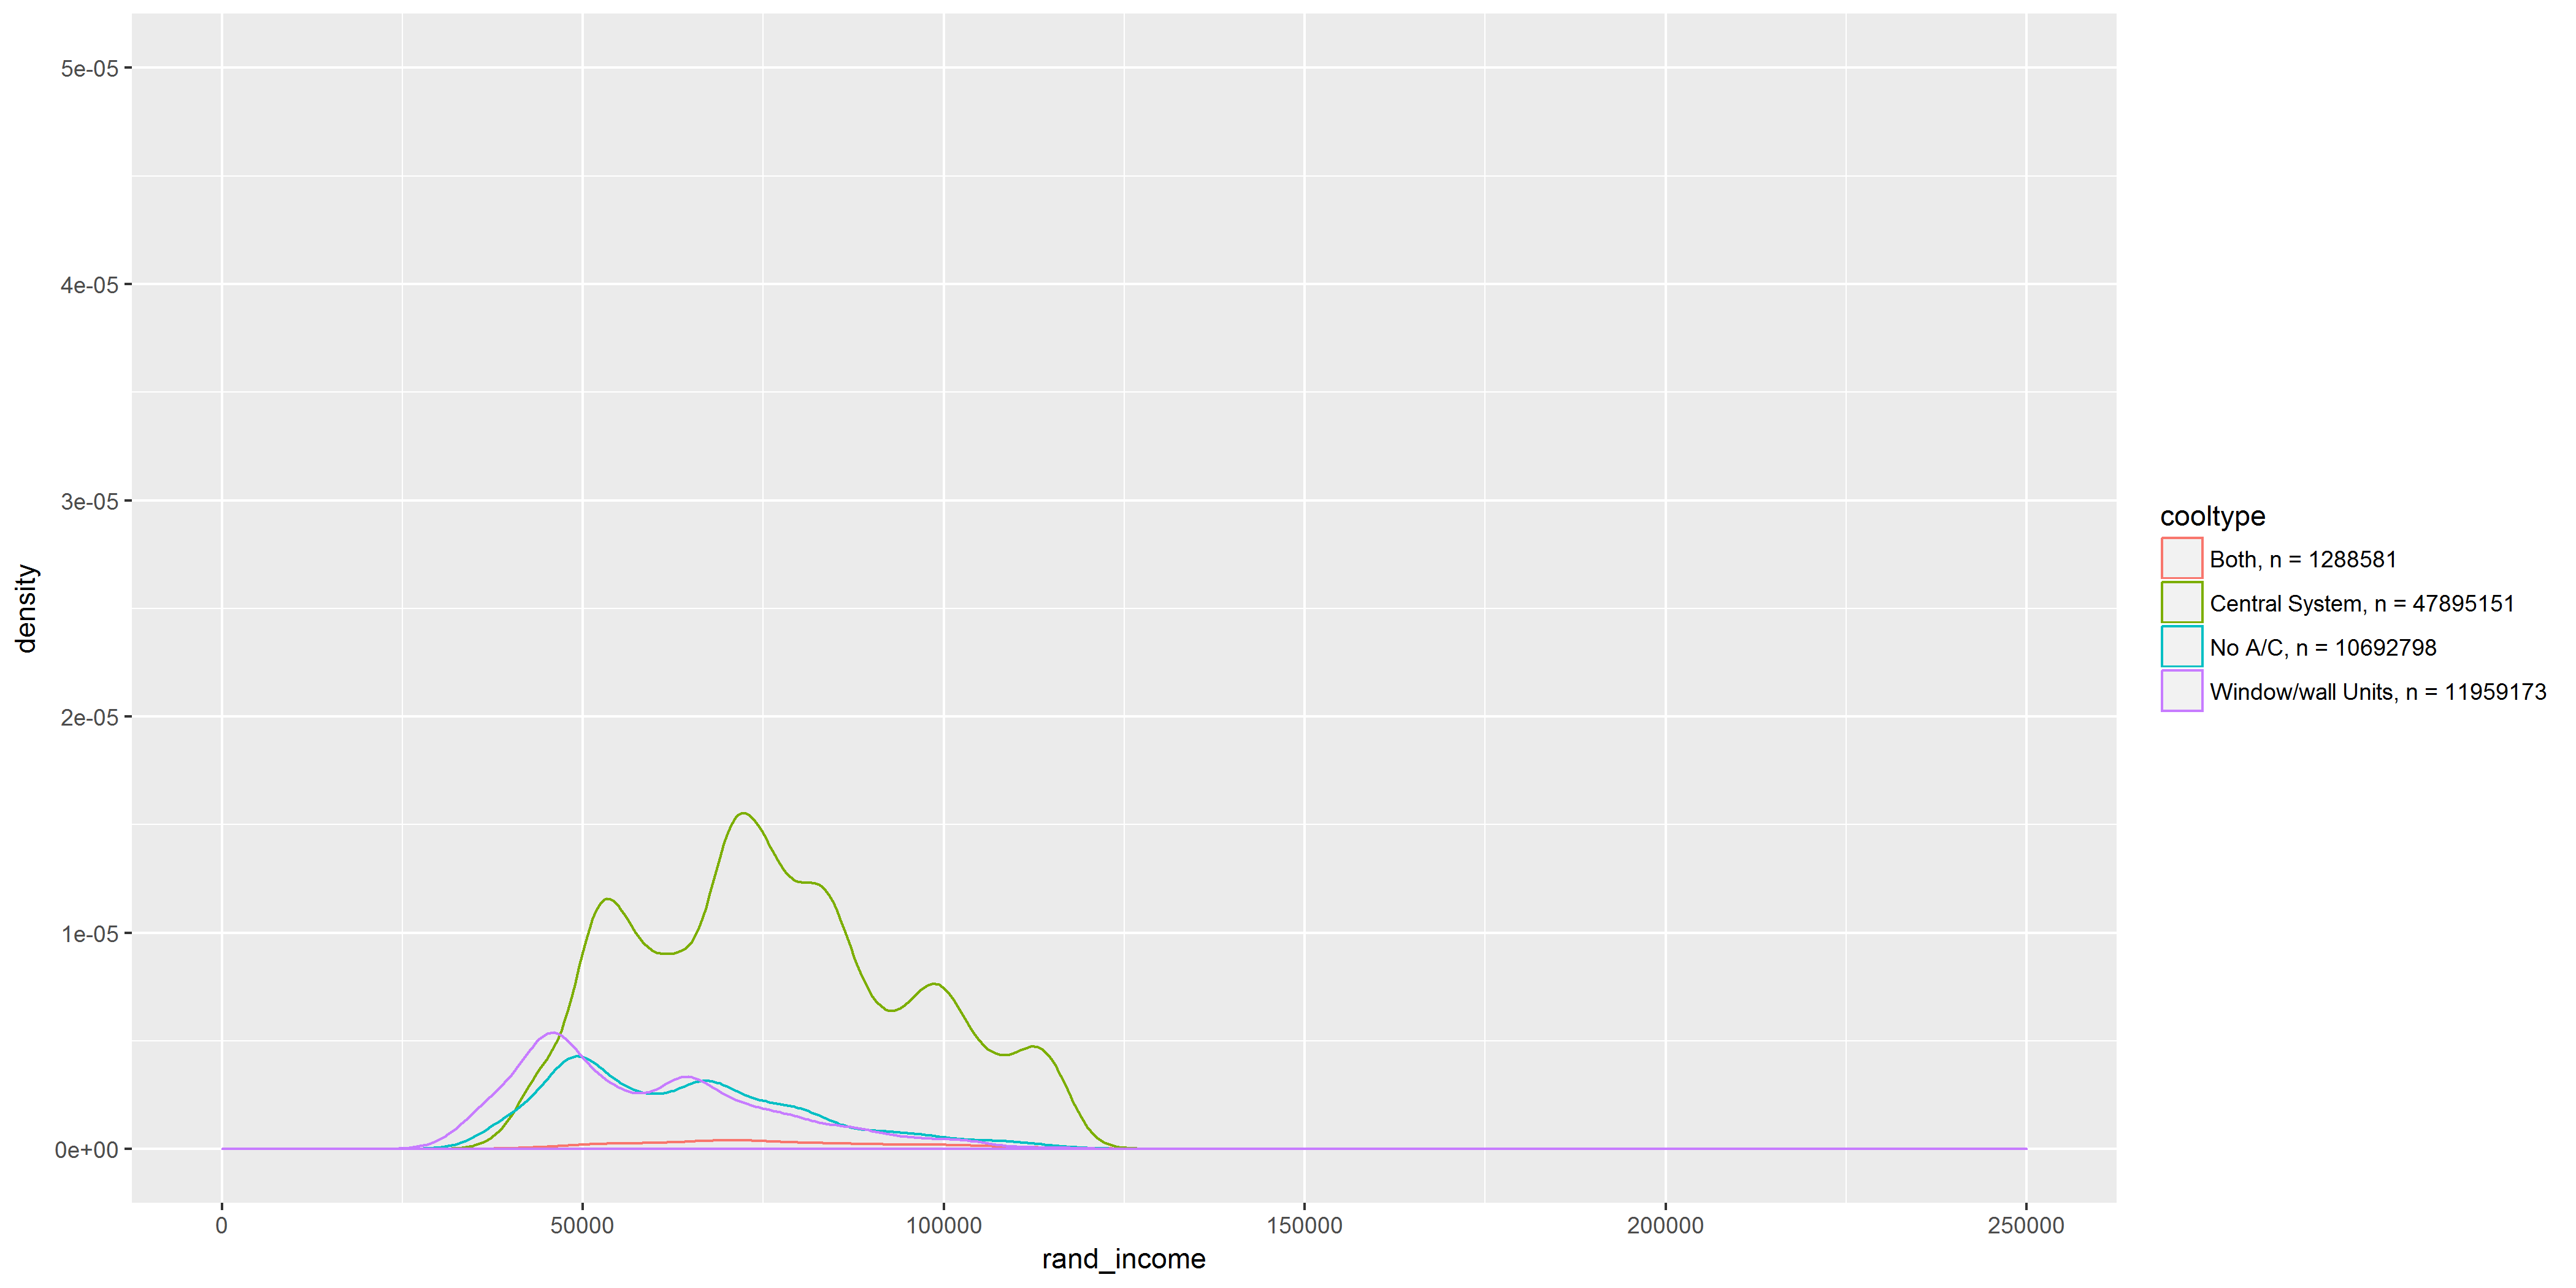 5e-05
4e-05
3e-05
2e-05
1e-05
0e+00
density
0 50000 100000 150000 200000 250000
rand_income
cooltype
Both, n = 1288581
Central System, n = 47895151
No A/C, n = 10692798
Window/wall Units, n = 11959173